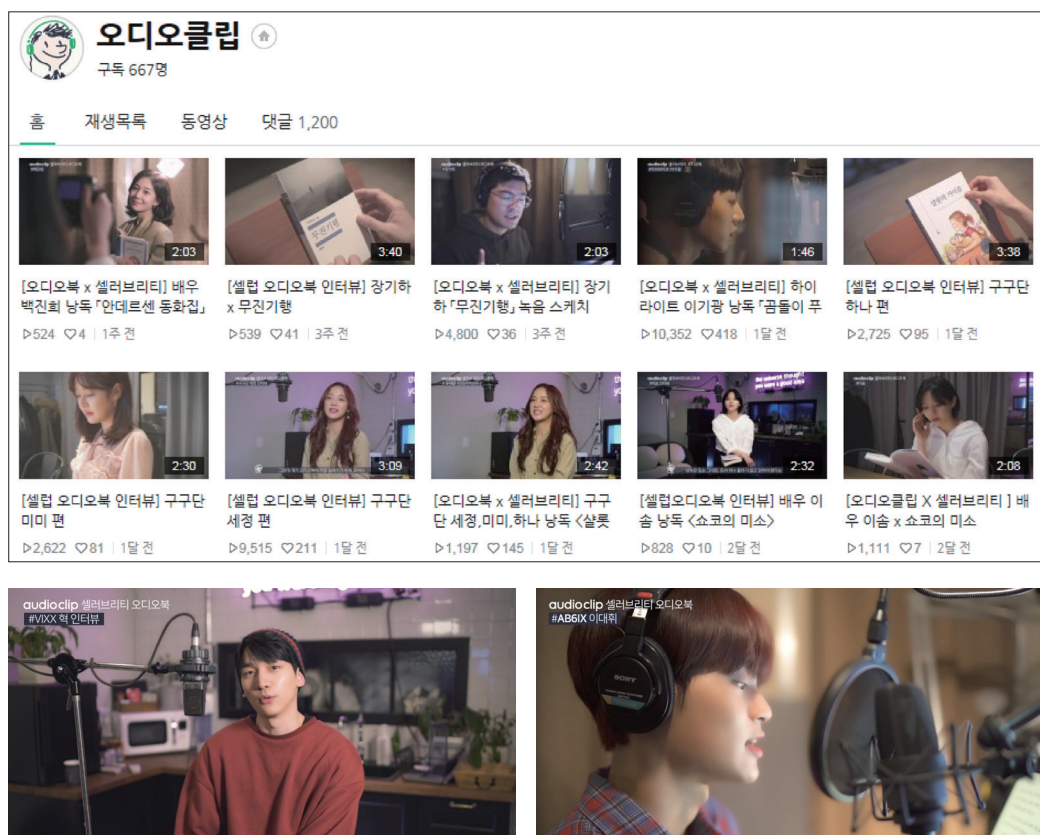 오디오클립
구독 667명
홈 재생목록 동영상 댓글 1,200
2:03
3:40
2:03
1:46
3:38
무진기행
[오디오북 x 셀러브리티] 배우
백진희 낭독 「안데르센 동화집」
▷524 ♡4 | 1주 전
[셀럽 오디오북 인터뷰] 장기하
x 무진기행
▷539 ♡41 | 3주 전
[오디오북 x 셀러브리티] 장기
하 「무진기행」 녹음 스케치
▷4,800 ♡36 | 3주 전
[오디오북 x 셀러브리티] 하이
라이트 이기광 낭독 「곰돌이 푸
▷10,352 ♡418 | 1달 전
[셀럽 오디오북 인터뷰] 구구단
하나 편
▷2,725 ♡95 | 1달 전
2:30
3:09
2:42
2:32
2:08
[셀럽 오디오북 인터뷰] 구구단
미미 편
▷2,622 ♡81 | 1달 전
[셀럽 오디오북 인터뷰] 구구단
세정 편
▷9,515 ♡211 | 1달 전
[오디오북 x 셀러브리티] 구구
단 세정,미미,하나 낭독 <샬롯
▷1,197 ♡145 | 1달 전
[셀럽오디오북 인터뷰] 배우 이
솜 낭독 <쇼코의 미소>
▷828 ♡10 | 2달 전
[오디오클립 X 셀러브리티 ] 배
우 이솜 x 쇼코의 미소
▷1,111 ♡7 | 2달 전
audioclip 셀러브리티 오디오북
#VIXX 혁 인터뷰
audioclip 셀러브리티 오디오북
#AB6IX 이대휘
SONY